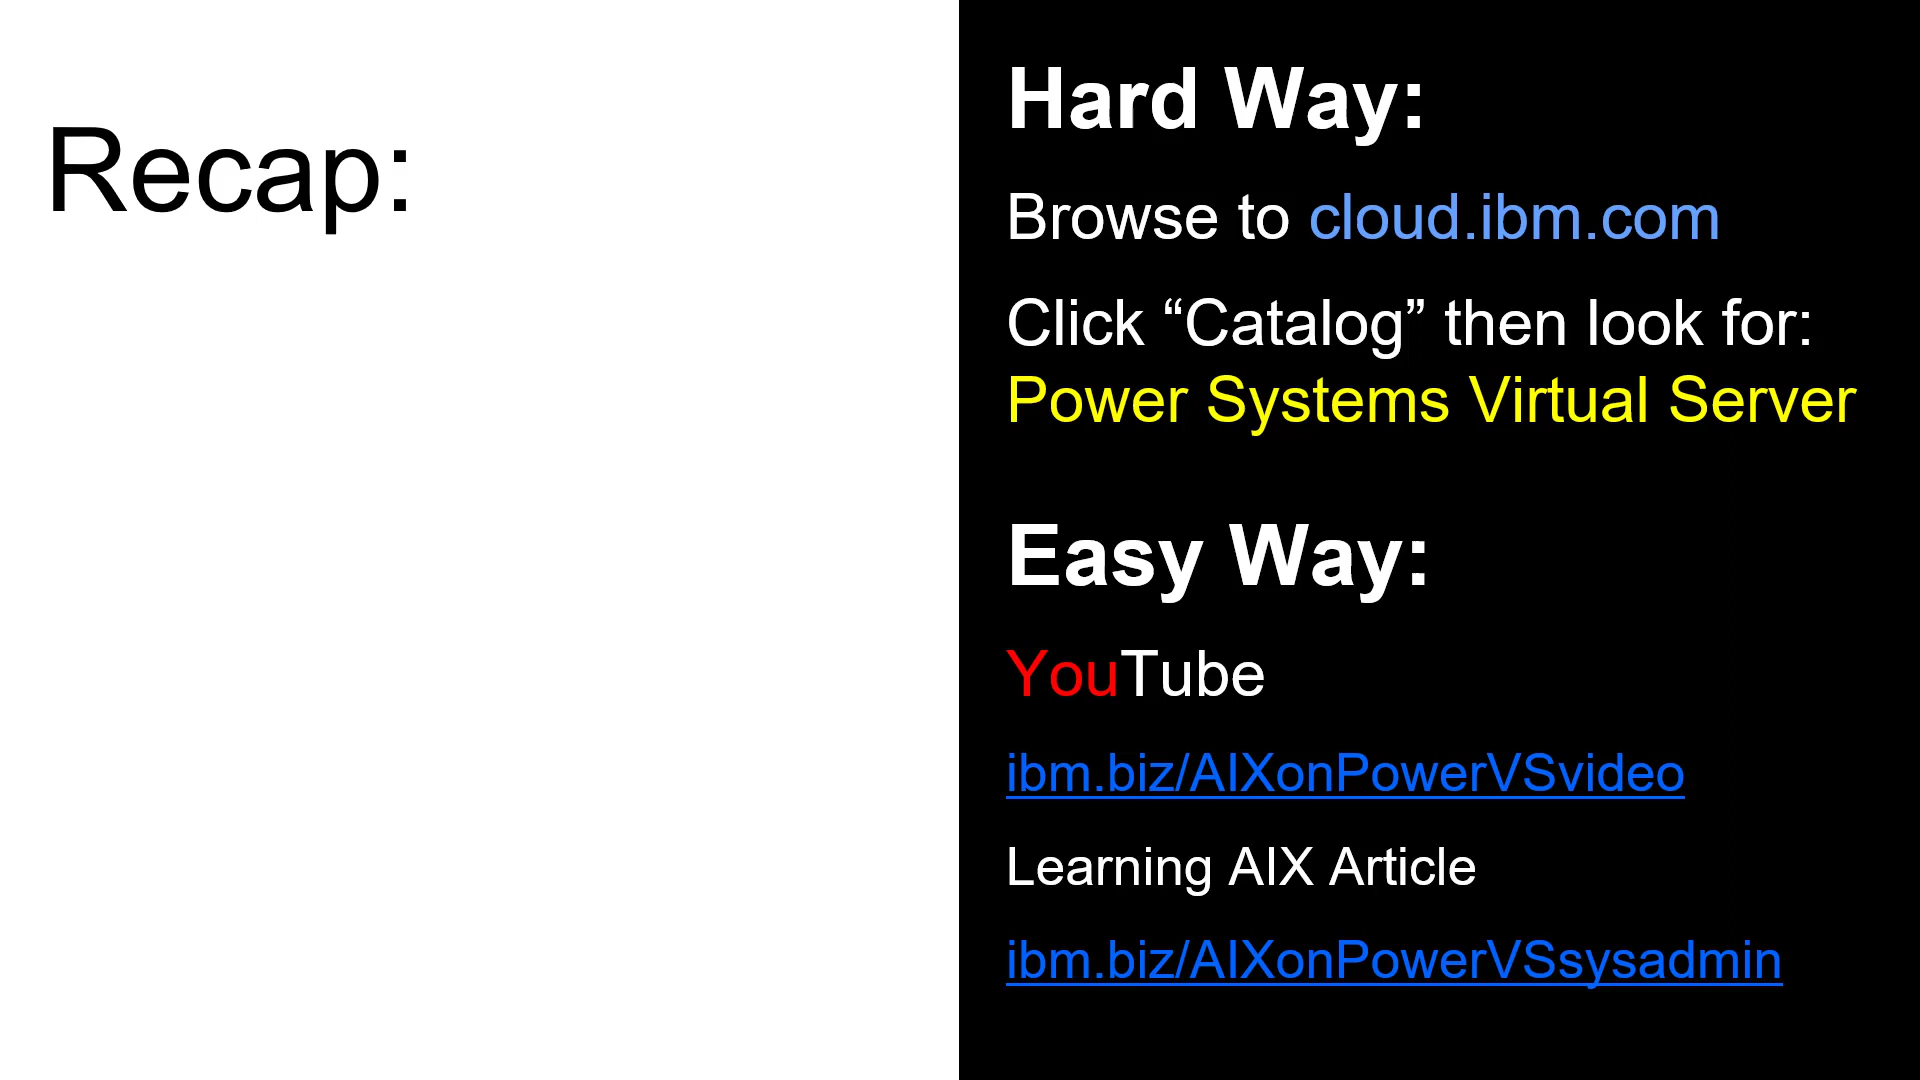 Recap:
Hard Way:
Browse to cloud.ibm.com
Click “Catalog” then look for:
Power Systems Virtual Server
Easy Way:
YouTube
ibm.biz/AIXonPowerVSvideo
Learning AIX Article
ibm.biz/AIXonPowerVSsysadmin